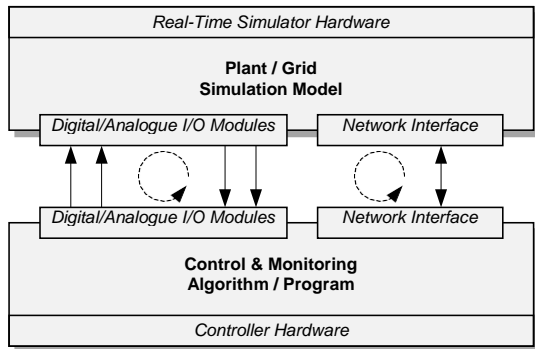 Real-Time Simulator Hardware
Plant / Grid
Simulation Model
Digital/Analogue I/O Modules
Network Interface
Digital/Analogue I/O Modules
Network Interface
Control & Monitoring
Algorithm / Program
Controller Hardware